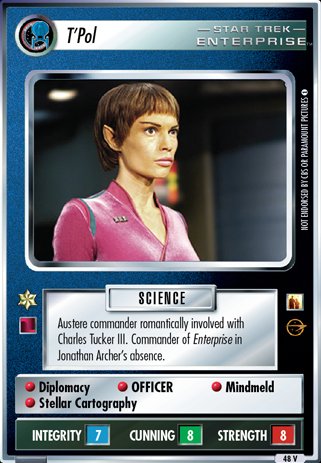 T'Pol
STAR TREK
ENTERPRISE™
NOT ENDORSED BY CBS OR PARAMOUNT PICTURES
SCIENCE
Austere commander romantically involved with
Charles Tucker III. Commander of Enterprise in
Jonathan Archer's absence.
Diplomacy OFFICER Mindmeld
Stellar Cartography
INTEGRITY 7 CUNNING 8 STRENGTH 8
48 V